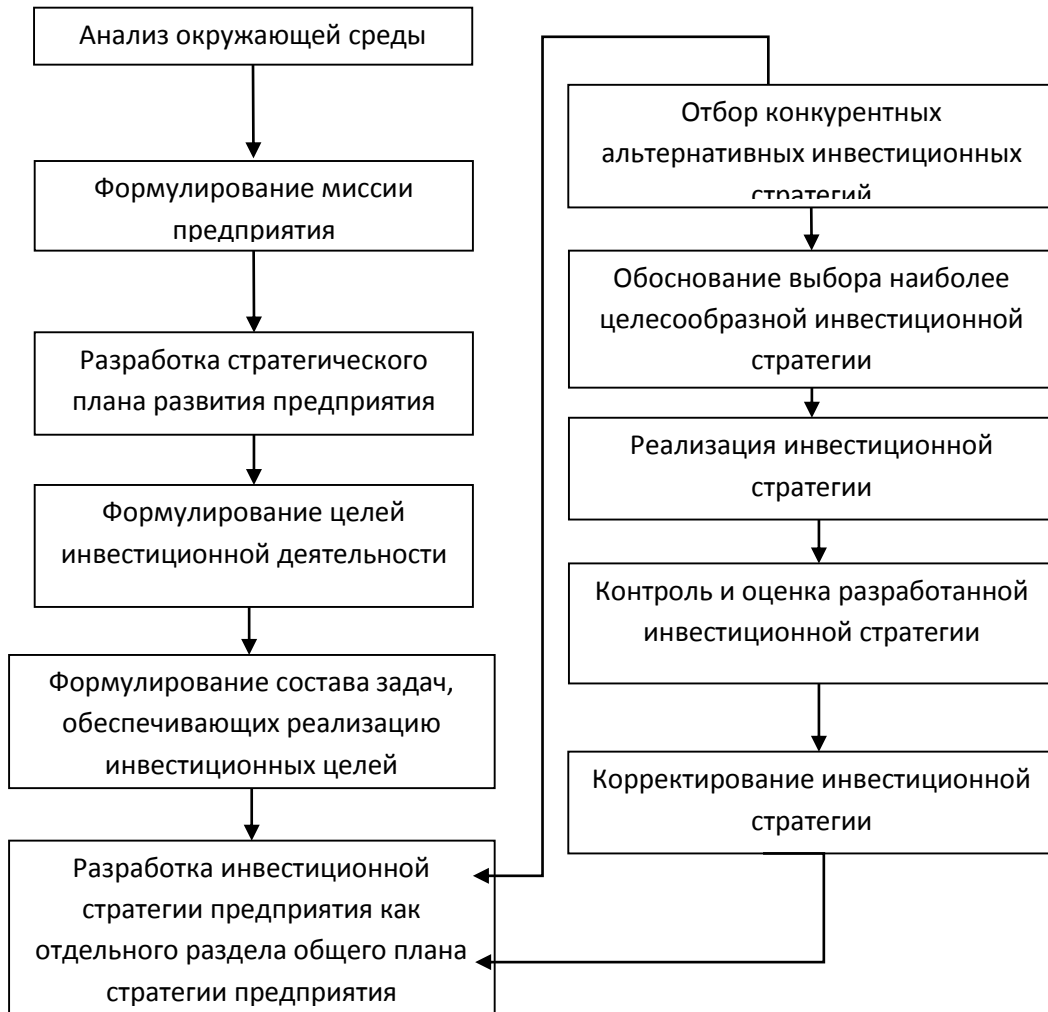 Анализ окружающей среды
Формулирование миссии
предприятия
Разработка стратегического
плана развития предприятия
Формулирование целей
инвестиционной деятельности
Формулирование состава задач,
обеспечивающих реализацию
инвестиционных целей
Разработка инвестиционной
стратегии предприятия как
отдельного раздела общего плана
стратегии предприятия
Отбор конкурентных
альтернативных инвестиционных
стратегий
Обоснование выбора наиболее
целесообразной инвестиционной
стратегии
Реализация инвестиционной
стратегии
Контроль и оценка разработанной
инвестиционной стратегии
Корректирование инвестиционной
стратегии